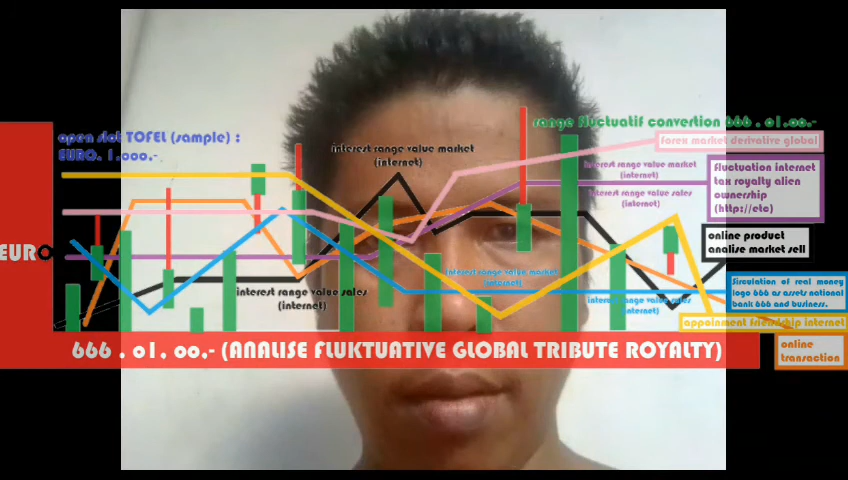 open slot TOFEL (sample) :
EURO. 1.000,-
interest range value market
(internet)
range fluctuatif convertion 666 . 01,00,-
forex market derivative global
interest range value market
(internet)
interest range value sales
(internet)
Fluctuation internet
tax royalty alien
ownership
(http://etc)
online product
analise market sell
EURO
interest range value market
(internet)
interest range value sales
(internet)
interest range value sales
(internet)
Sirculation of real money
logo 666 as assets national
bank 666 and business.
appoinment friendship internet
666 . 01, 00,- (ANALISE FLUKTUATIVE GLOBAL TRIBUTE ROYALTY)
online
transaction